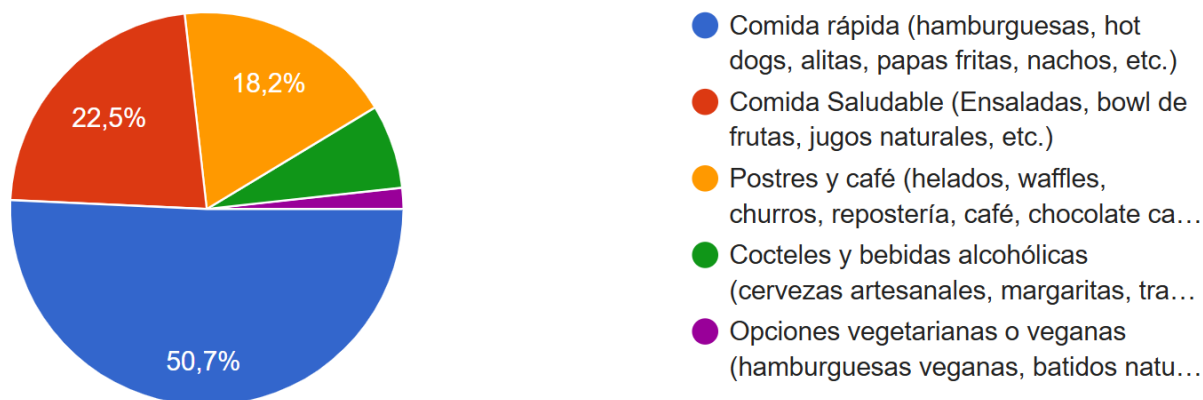 18,2%
22,5%
50,7%
Comida rápida (hamburguesas, hot
dogs, alitas, papas fritas, nachos, etc.)
Comida Saludable (Ensaladas, bowl de
frutas, jugos naturales, etc.)
Postres y café (helados, waffles,
churros, repostería, café, chocolate ca…
Cocteles y bebidas alcohólicas
(cervezas artesanales, margaritas, tra…
Opciones vegetarianas o veganas
(hamburguesas veganas, batidos natu…